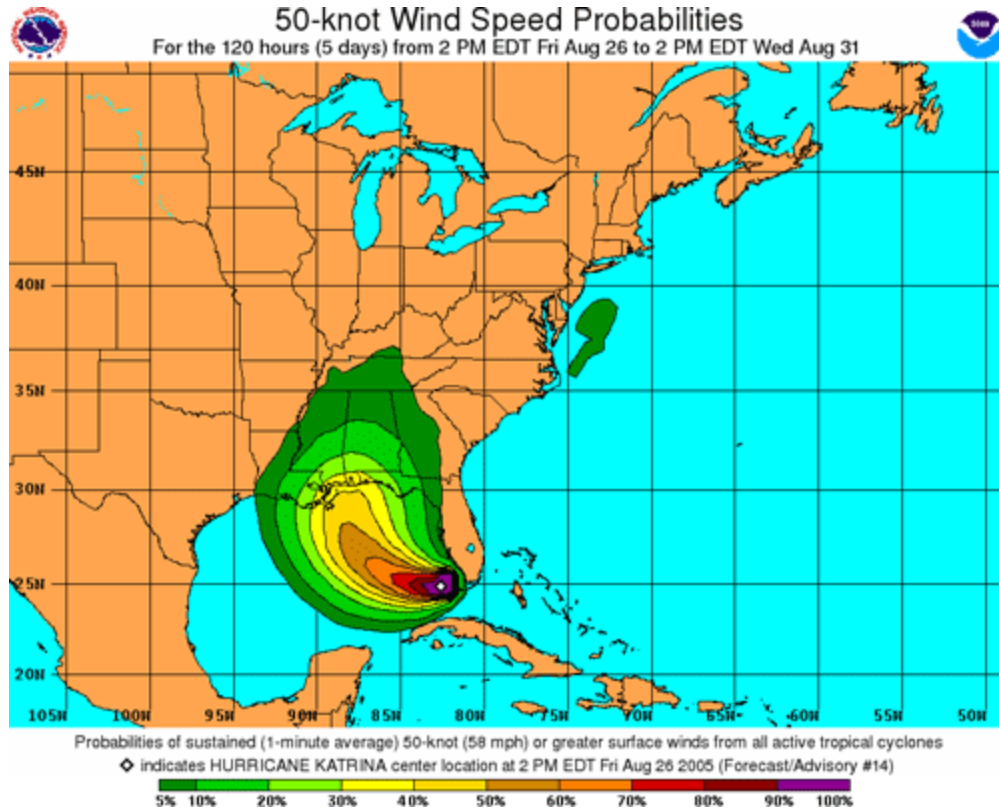 50-knot Wind Speed Probabilities
For the 120 hours (5 days) from 2 PM EDT Fri Aug 26 to 2 PM EDT Wed Aug 31
45N
40N
35N
30N
25N
20N
105W 100W 95W 90W 85W 80W 75W 70W 65W 60W 55W 50W
Probabilities of sustained (1-minute average) 50-knot (58 mph) or greater surface winds from all active tropical cyclones
indicates HURRICANE KATRINA center location at 2 PM EDT Fri Aug 26 2005 (Forecast/Advisory #14)
5% 10% 20% 30% 40% 50% 60% 70% 80% 90% 100%